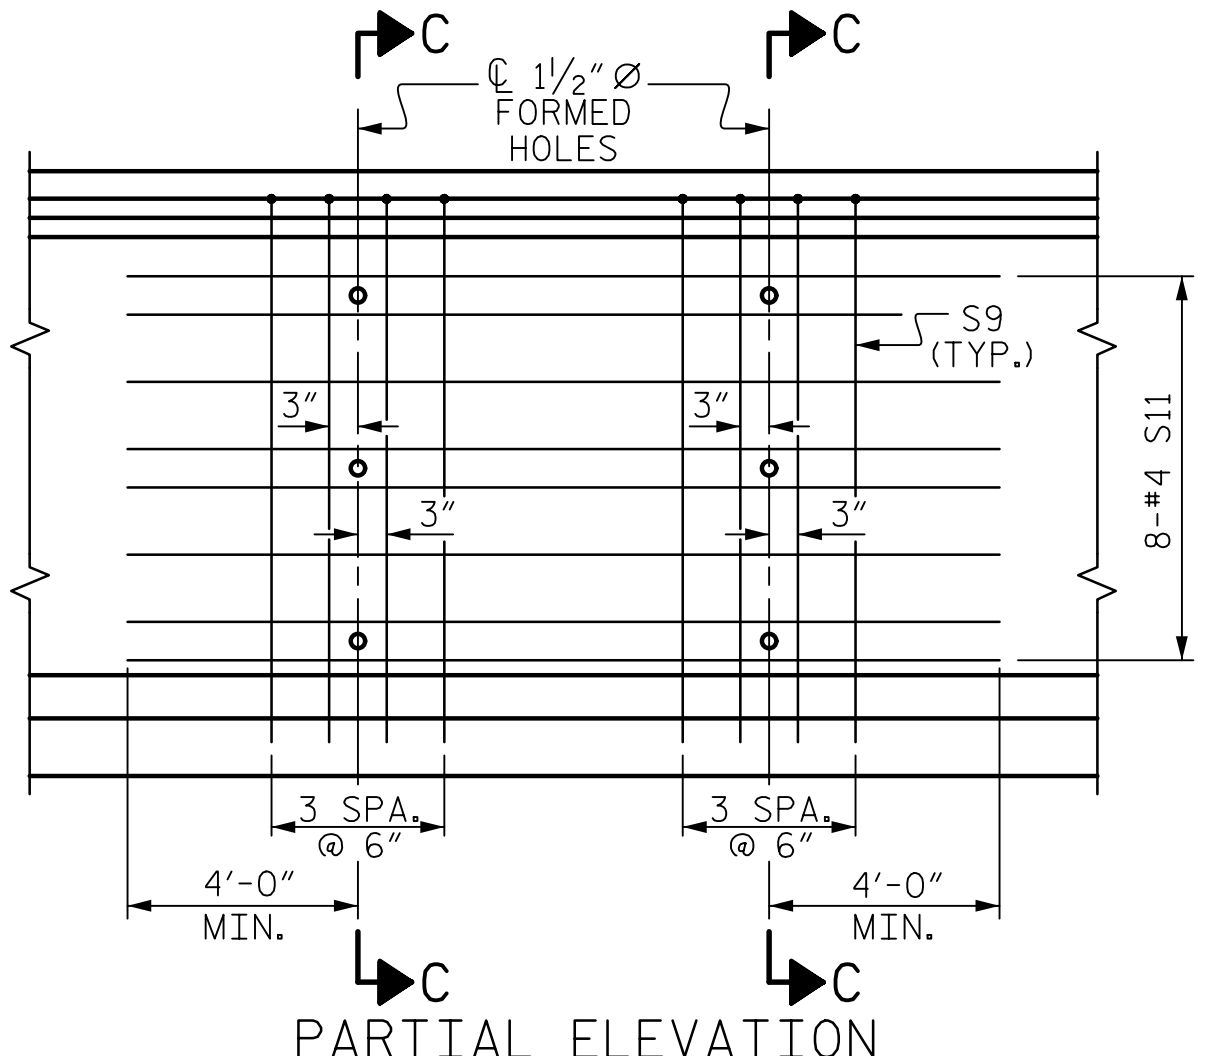 C C
℄ 1½" Ø
FORMED
HOLES
S9
(TYP.)
3" 3"
8-#4 S11
3" 3"
3 SPA. 3 SPA.
@ 6" @ 6"
4'-0" 4'-0"
MIN. MIN.
C C
PARTIAL ELEVATION